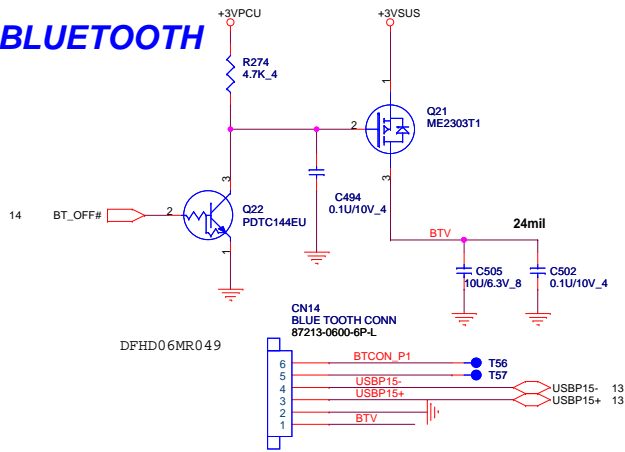 BLUETOOTH
+3VPCU
+3VSUS
R274
4.7K_4
1
Q21
ME2303T1
2
3
3
C494
0.1U/10V_4
14 BT_OFF#
2
Q22
PDTC144EU
1
24mil
BTV
C505
10U/6.3V_8
C502
0.1U/10V_4
CN14
BLUE TOOTH CONN
87213-0600-6P-L
DFHD06MR049
6 BTCON_P1 T56
5 T57
4 USBP15- USBP15- 13
3 USBP15+ USBP15+ 13
2
1 BTV